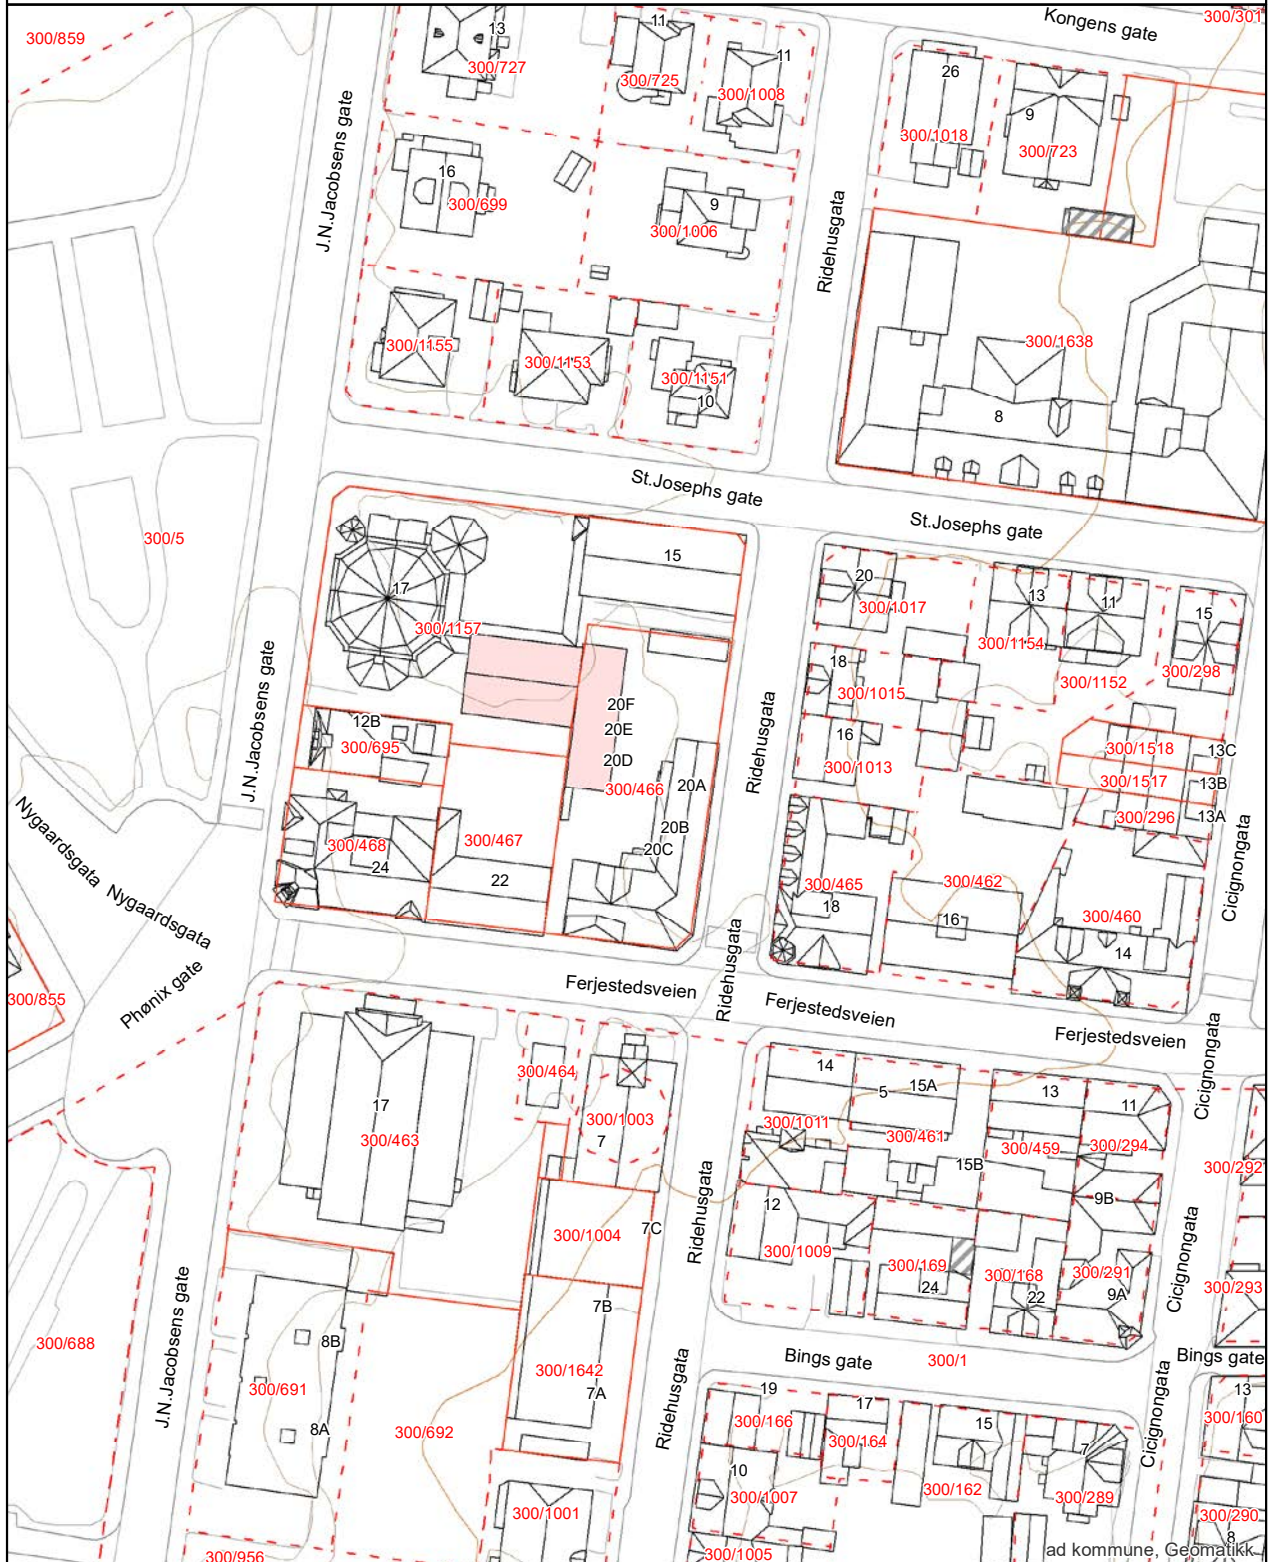 Kongens gate
300/301
300/859
13
11
11
300/727
300/725
300/1008
26
9
300/1018
300/723
J.N.Jacobsens gate
16
300/699
9
300/1006
Ridehusgata
300/1155
300/1153
300/1151
10
300/1638
8
St.Josephs gate
St.Josephs gate
300/5
15
17
300/1157
20
300/1017
13
11
15
300/1154
300/298
300/1152
J.N.Jacobsens gate
18
300/1015
20F
20E
20D
300/466
Ridehusgata
12B
300/695
16
300/1013
300/1518
13C
300/1517
13B
300/296
13A
20A
20B
20C
300/468
24
300/467
22
Nygaardsgata
Nygaardsgata
Phønix gate
300/465
18
300/462
16
300/460
14
Cicignongata
Ridehusgata
300/855
Ferjestedsveien
Ferjestedsveien
Ferjestedsveien
Cicignongata
300/464
17
300/463
300/1003
7
14
5
15A
13
11
300/1011
300/461
300/459
300/294
300/292
15B
9B
12
300/1009
7C
300/1004
Ridehusgata
300/169
24
300/168
22
300/291
9A
300/293
Cicignongata
7B
300/1642
7A
J.N.Jacobsens gate
300/688
8B
300/691
8A
300/692
Bings gate
300/1
Bings gate
Ridehusgata
19
300/166
17
300/164
15
7
13
300/160
Cicignongata
10
300/1007
300/162
300/289
300/290
8
300/1001
300/956
300/1005
ad kommune, Geomatikk /